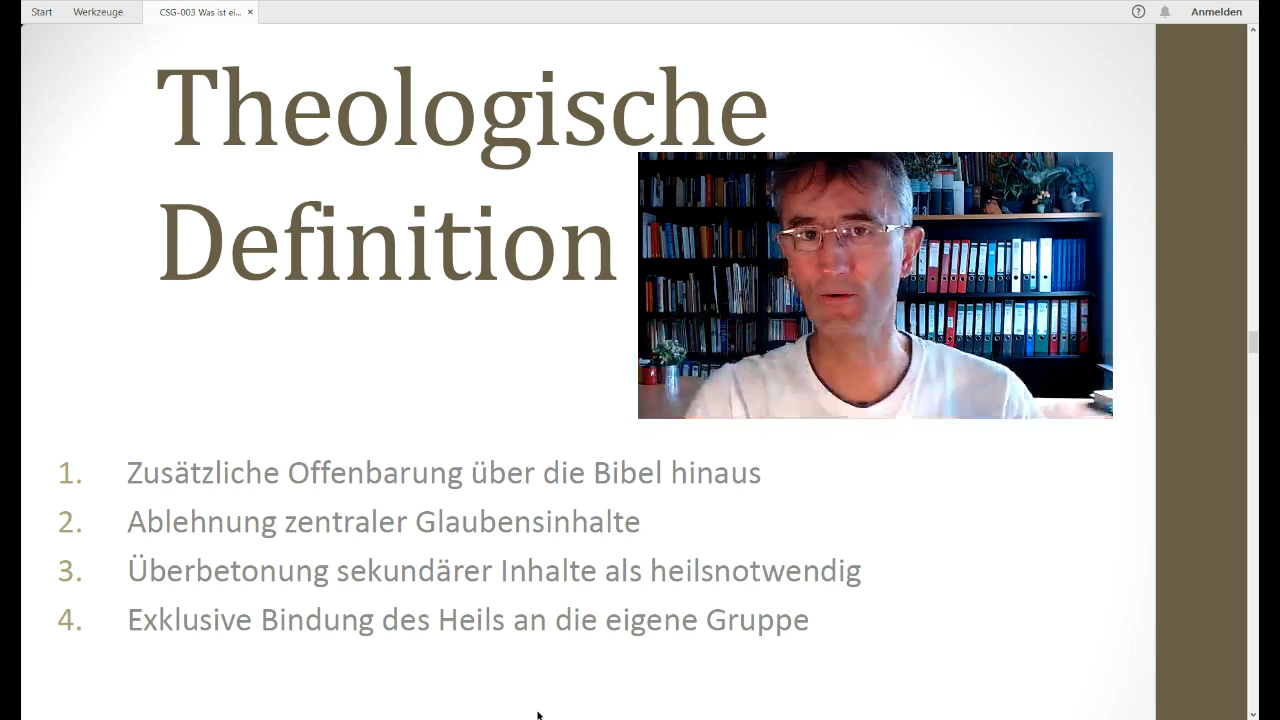 Start Werkzeuge CSG-003 Was ist ei... × ? Anmelden
Theologische
Definition
1. Zusätzliche Offenbarung über die Bibel hinaus
2. Ablehnung zentraler Glaubensinhalte
3. Überbetonung sekundärer Inhalte als heilsnotwendig
4. Exklusive Bindung des Heils an die eigene Gruppe